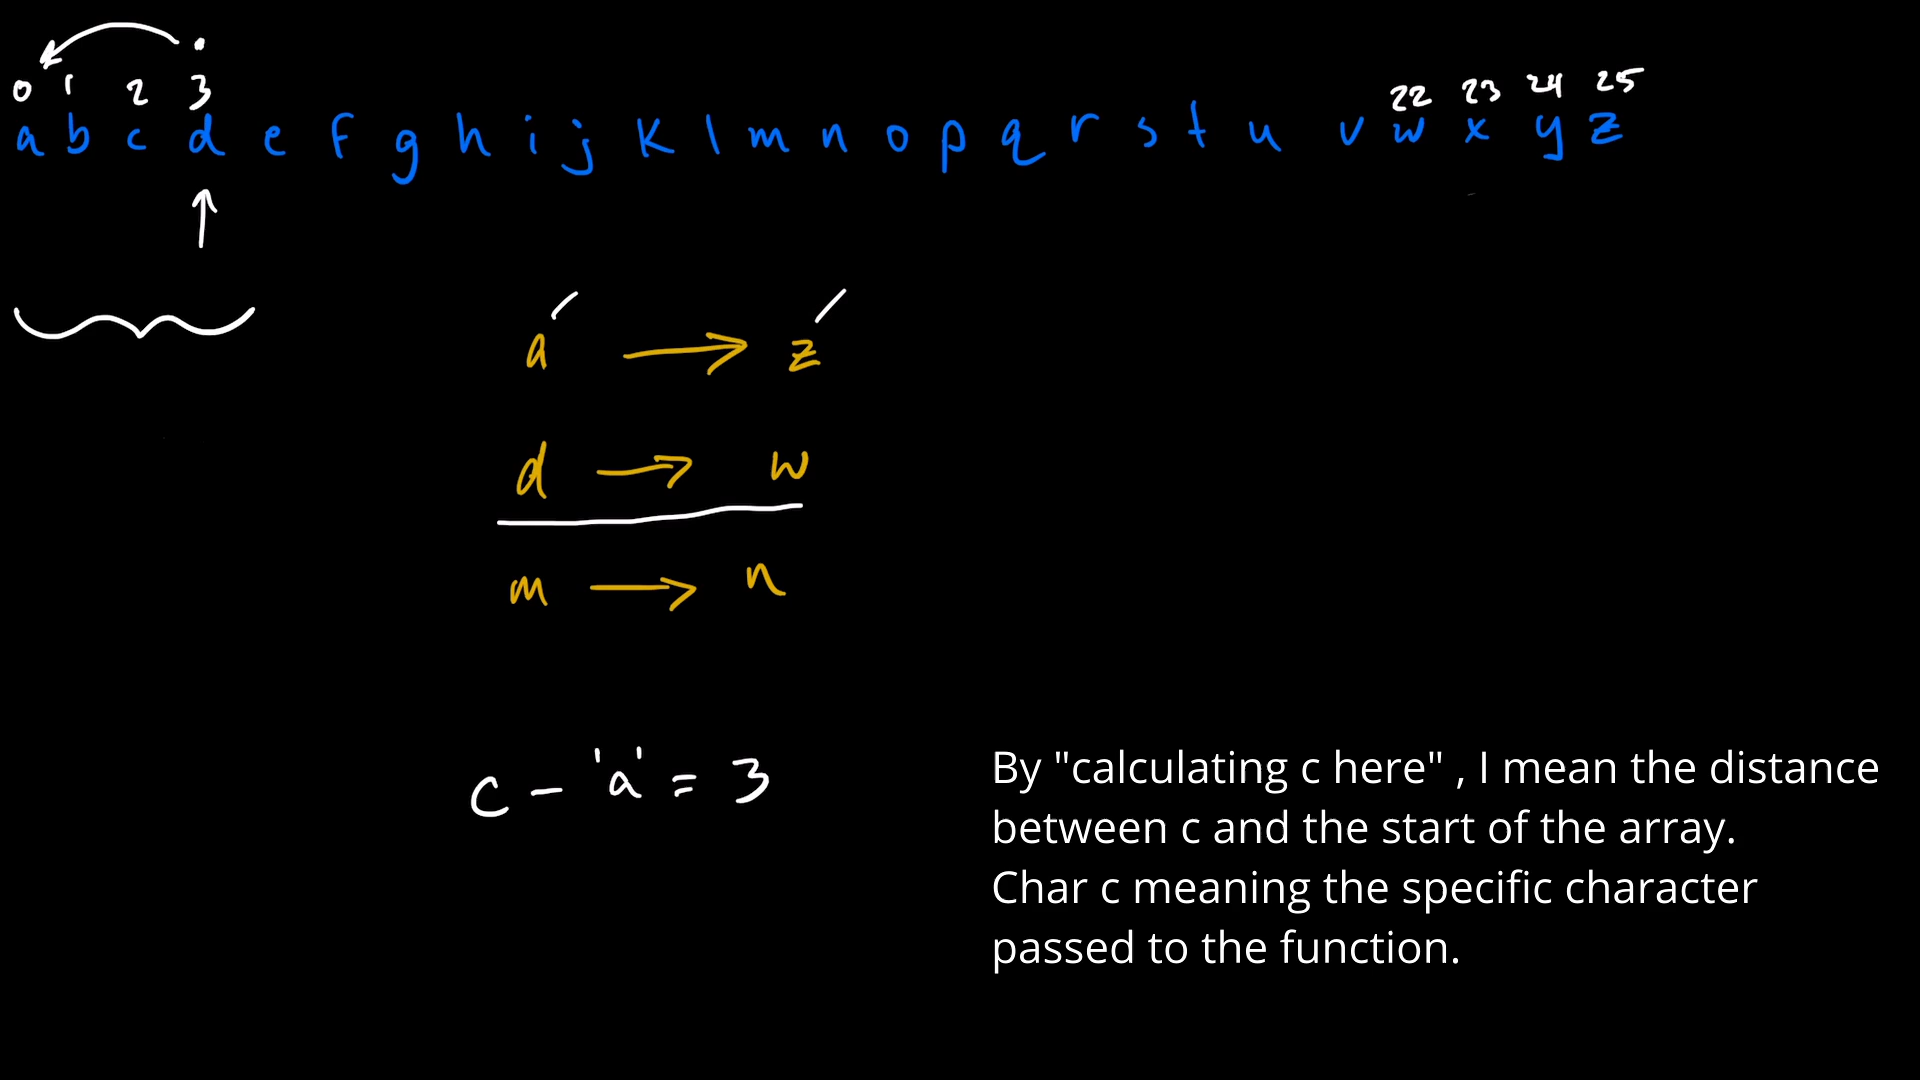 0 1 2 3 22 23 24 25
a b c d e f g h i j k l m n o p q r s t u v w x y z
a → z
d → w
m → n
c - 'a' = 3
By "calculating c here" , I mean the distance
between c and the start of the array.
Char c meaning the specific character
passed to the function.